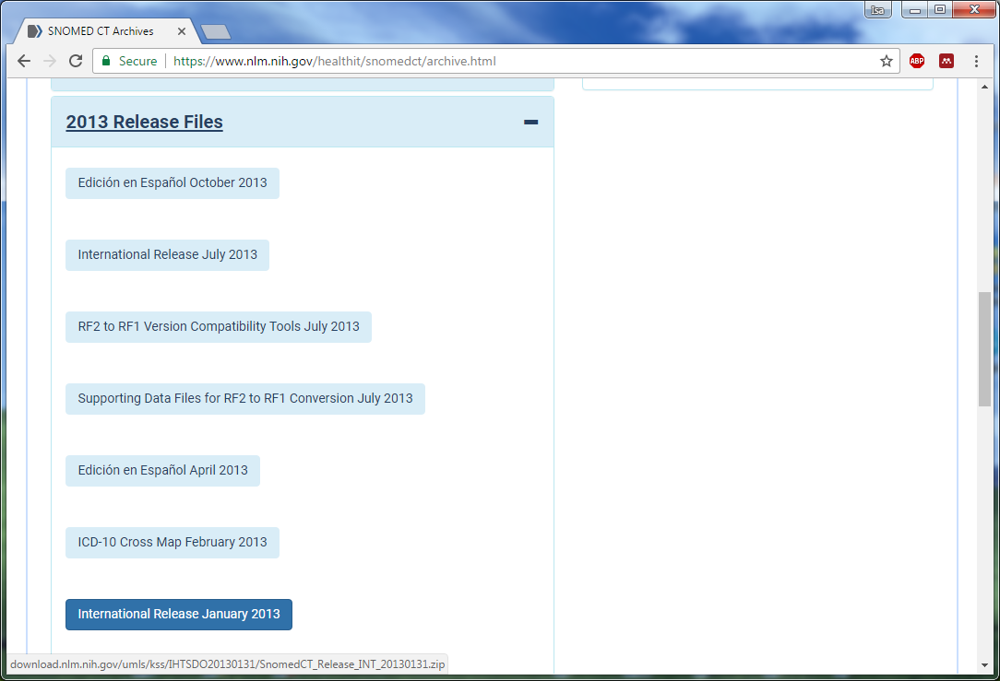 Isa
SNOMED CT Archives
Secure
https://www.nlm.nih.gov/healthit/snomedct/archive.html
ABP
2013 Release Files
Edición en Español October 2013
International Release July 2013
RF2 to RF1 Version Compatibility Tools July 2013
Supporting Data Files for RF2 to RF1 Conversion July 2013
Edición en Español April 2013
ICD-10 Cross Map February 2013
International Release January 2013
download.nlm.nih.gov/umls/kss/IHTSDO20130131/SnomedCT_Release_INT_20130131.zip